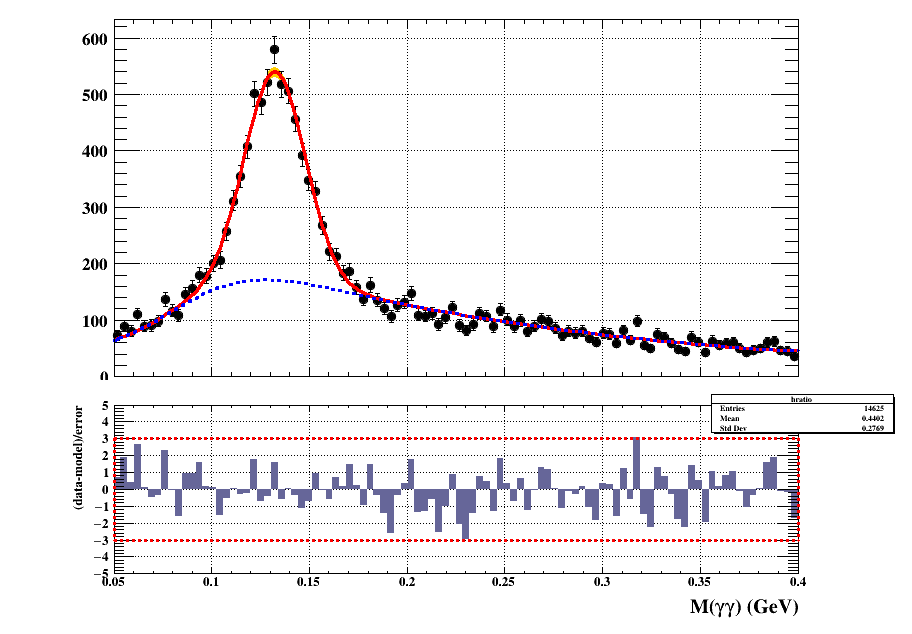 600
500
400
300
200
100
0
hratio
Entries 14625
Mean 0.4402
Std Dev 0.2769
(data-model)/error
5
4
3
2
1
0
−1
−2
−3
−4
−5
0.05 0.1 0.15 0.2 0.25 0.3 0.35 0.4
M(γγ) (GeV)